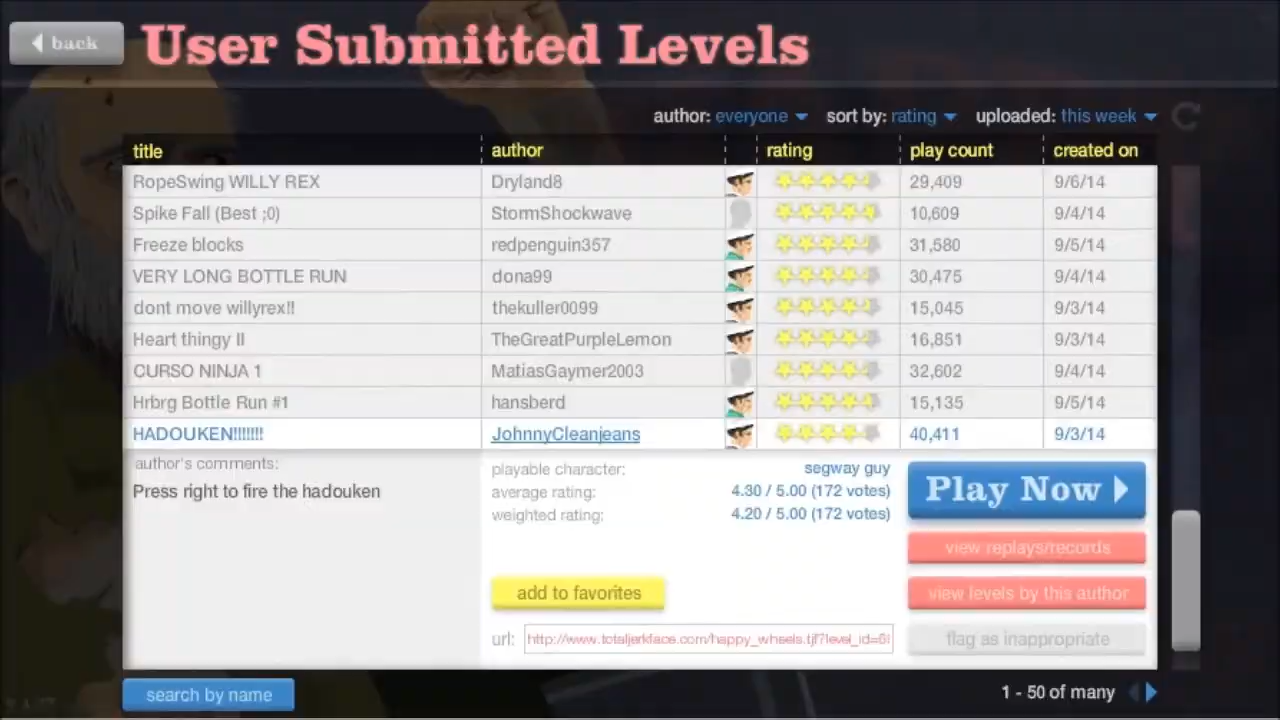 back
User Submitted Levels
author: everyone sort by: rating uploaded: this week
title author rating play count created on
RopeSwing WILLY REX Dryland8 29,409 9/6/14
Spike Fall (Best ;0) StormShockwave 10,609 9/4/14
Freeze blocks redpenguin357 31,580 9/5/14
VERY LONG BOTTLE RUN dona99 30,475 9/4/14
dont move willyrex!! thekuller0099 15,045 9/3/14
Heart thingy II TheGreatPurpleLemon 16,851 9/3/14
CURSO NINJA 1 MatiasGaymer2003 32,602 9/4/14
Hrbrg Bottle Run #1 hansberd 15,135 9/5/14
HADOUKEN!!!!!!! JohnnyCleanjeans 40,411 9/3/14
author's comments:
Press right to fire the hadouken
playable character: segway guy
average rating: 4.30 / 5.00 (172 votes)
weighted rating: 4.20 / 5.00 (172 votes)
Play Now
view replays/records
add to favorites
view levels by this author
url: http://www.totaljerkface.com/happy_wheels.tjf?level_id=6
flag as inappropriate
search by name
1 - 50 of many